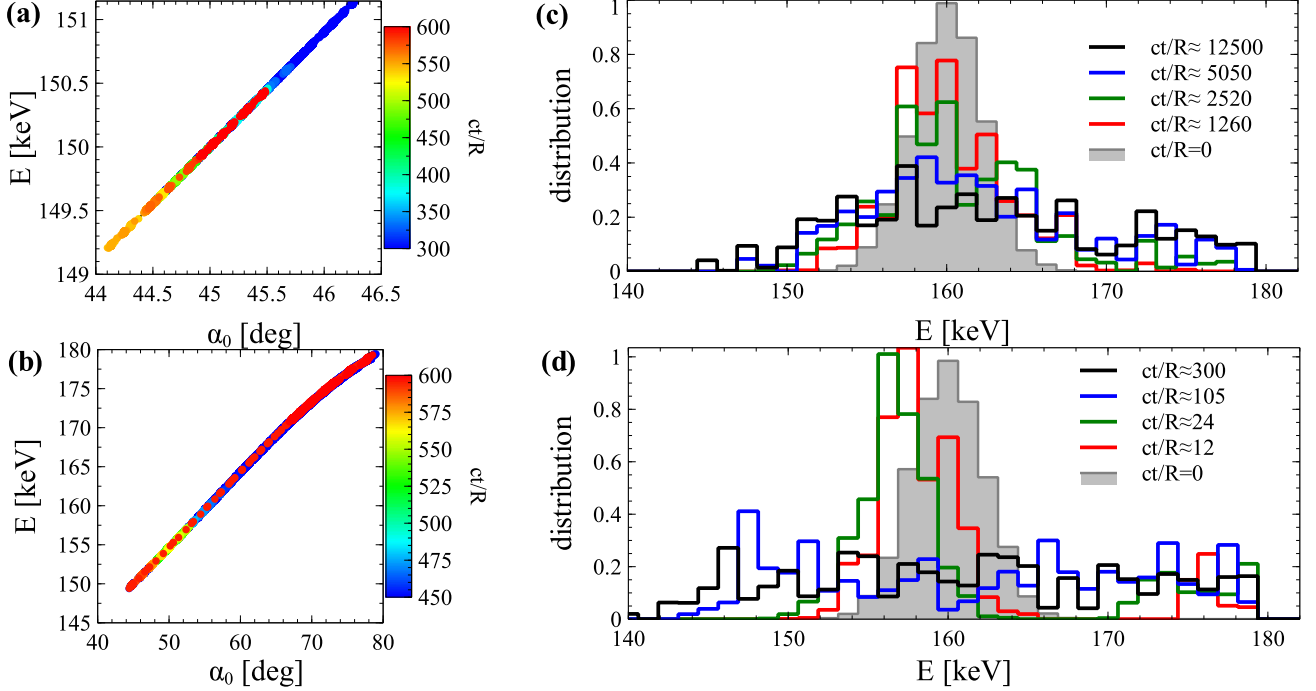 (a)
E [keV]
151
150.5
150
149.5
149
44 44.5 45 45.5 46 46.5
α₀ [deg]
600
550
500
450
400
350
300
ct/R
(c)
distribution
1
0.8
0.6
0.4
0.2
0
140 150 160 170 180
E [keV]
ct/R≈ 12500
ct/R≈ 5050
ct/R≈ 2520
ct/R≈ 1260
ct/R=0
(b)
E [keV]
180
175
170
165
160
155
150
145
40 50 60 70 80
α₀ [deg]
600
575
550
525
500
475
450
ct/R
(d)
distribution
1
0.8
0.6
0.4
0.2
0
140 150 160 170 180
E [keV]
ct/R≈300
ct/R≈105
ct/R≈24
ct/R≈12
ct/R=0